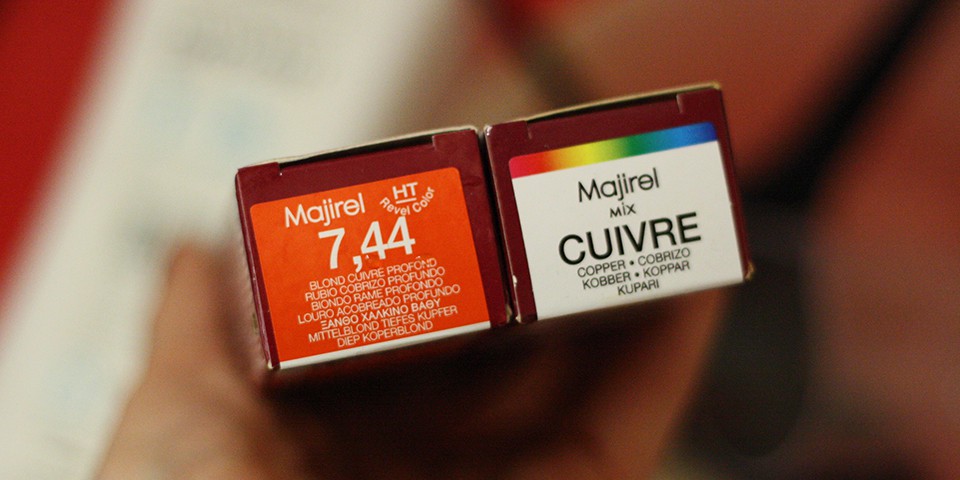 Majirel
HT
Revel Color
7,44
BLOND CUIVRE PROFOND
RUBIO COBRIZO PROFUNDO
BIONDO RAME PROFONDO
LOURO ACOBREADO PROFUNDO
ΞΑΝΘΟ ΧΑΛΚΙΝΟ ΒΑΘΥ
MITTELBLOND TIEFES KUPFER
DIEP KOPERBLOND
Majirel
MIX
CUIVRE
COPPER • COBRIZO
KOBBER • KOPPAR
KUPARI